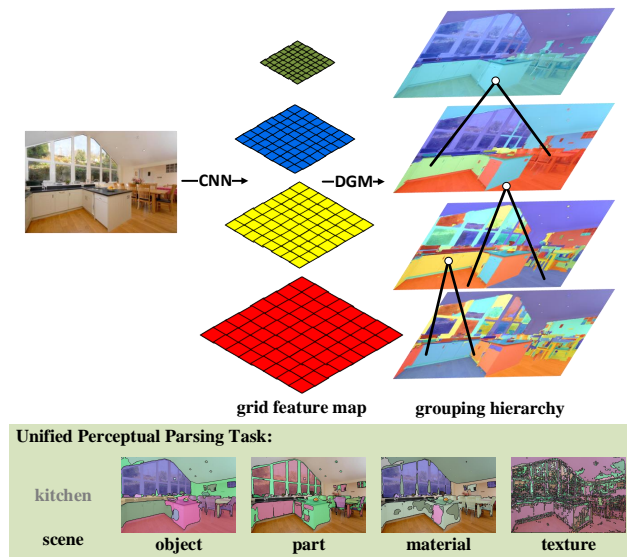 CNN
DGM
grid feature map
grouping hierarchy
Unified Perceptual Parsing Task:
kitchen
scene
object
part
material
texture